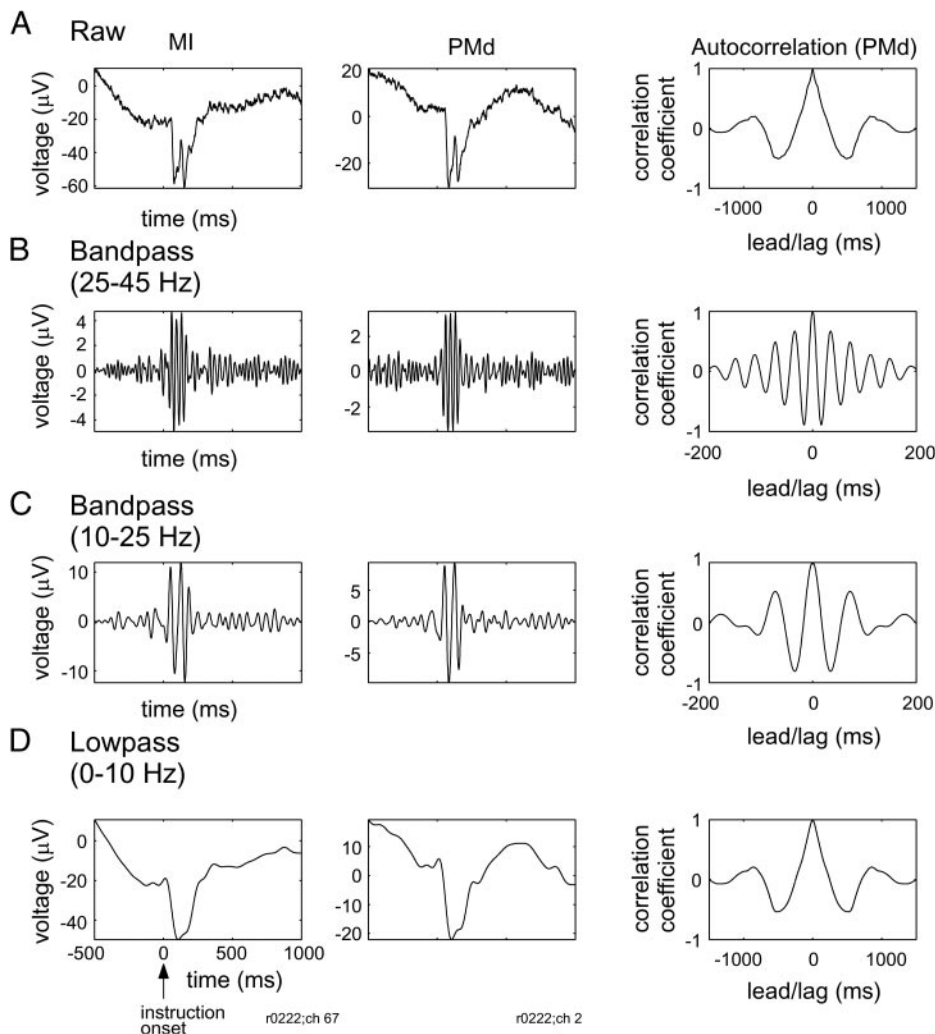 A Raw
MI
PMd
Autocorrelation (PMd)
voltage (μV)
0
-20
-40
-60
time (ms)
20
0
-20
correlation
coefficient
1
0
-1
-1000 0 1000
lead/lag (ms)
B Bandpass
(25-45 Hz)
voltage (μV)
4
2
0
-2
-4
time (ms)
2
0
-2
correlation
coefficient
1
0
-1
-200 0 200
lead/lag (ms)
C Bandpass
(10-25 Hz)
voltage (μV)
10
0
-10
time (ms)
5
0
-5
correlation
coefficient
1
0
-1
-200 0 200
lead/lag (ms)
D Lowpass
(0-10 Hz)
voltage (μV)
0
-20
-40
-500 0 500 1000
time (ms)
instruction
onset
r0222;ch 67
10
0
-10
-20
r0222;ch 2
correlation
coefficient
1
0
-1
-1000 0 1000
lead/lag (ms)